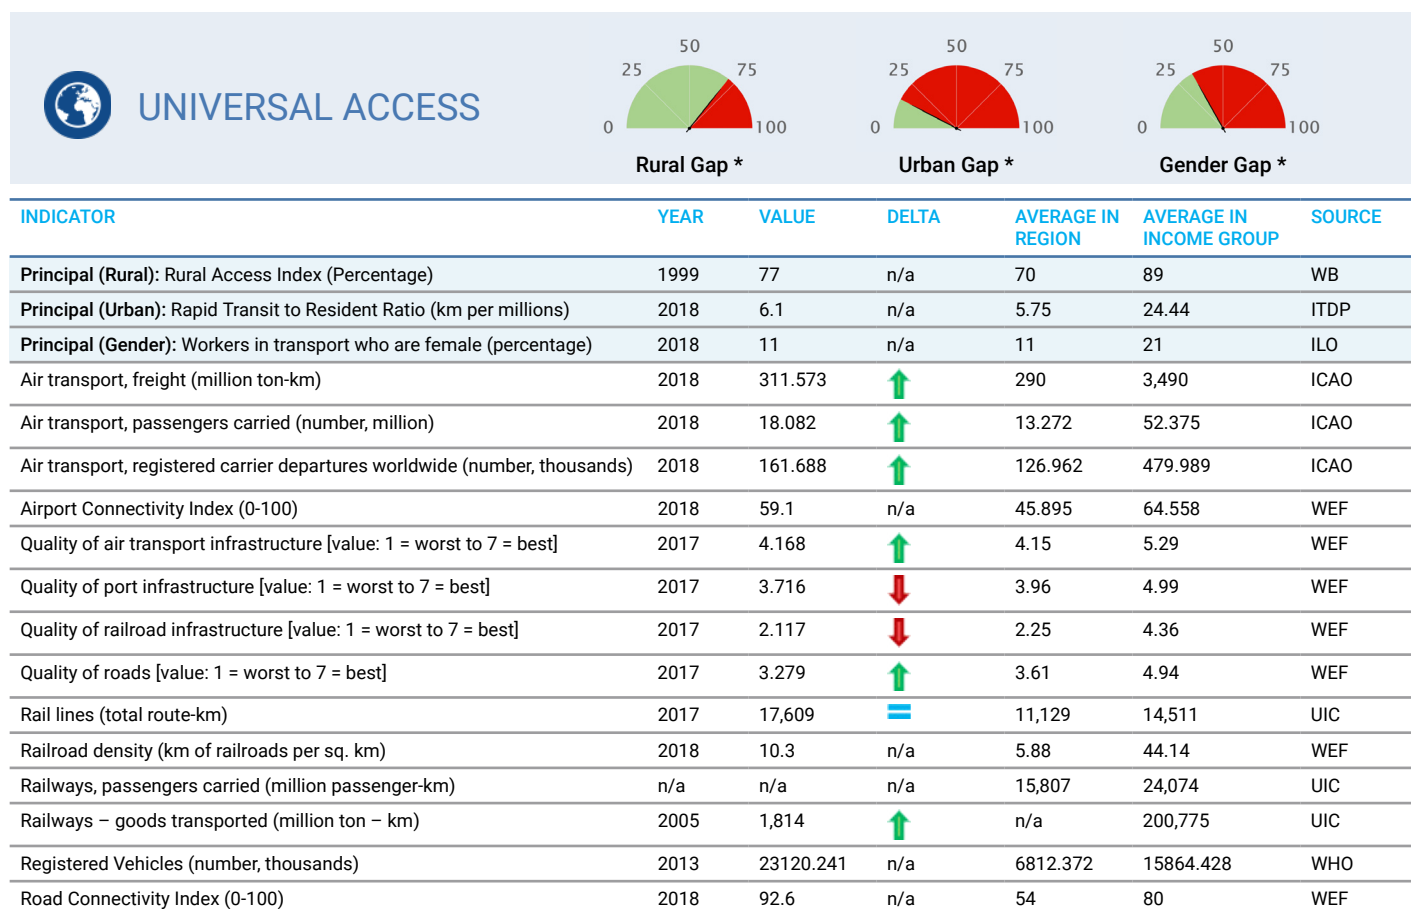 UNIVERSAL ACCESS
0 25 50 75 100
Rural Gap *
0 25 50 75 100
Urban Gap *
0 25 50 75 100
Gender Gap *
INDICATOR YEAR VALUE DELTA AVERAGE IN REGION AVERAGE IN INCOME GROUP SOURCE
Principal (Rural): Rural Access Index (Percentage) 1999 77 n/a 70 89 WB
Principal (Urban): Rapid Transit to Resident Ratio (km per millions) 2018 6.1 n/a 5.75 24.44 ITDP
Principal (Gender): Workers in transport who are female (percentage) 2018 11 n/a 11 21 ILO
Air transport, freight (million ton-km) 2018 311.573 290 3,490 ICAO
Air transport, passengers carried (number, million) 2018 18.082 13.272 52.375 ICAO
Air transport, registered carrier departures worldwide (number, thousands) 2018 161.688 126.962 479.989 ICAO
Airport Connectivity Index (0-100) 2018 59.1 n/a 45.895 64.558 WEF
Quality of air transport infrastructure [value: 1 = worst to 7 = best] 2017 4.168 4.15 5.29 WEF
Quality of port infrastructure [value: 1 = worst to 7 = best] 2017 3.716 3.96 4.99 WEF
Quality of railroad infrastructure [value: 1 = worst to 7 = best] 2017 2.117 2.25 4.36 WEF
Quality of roads [value: 1 = worst to 7 = best] 2017 3.279 3.61 4.94 WEF
Rail lines (total route-km) 2017 17,609 11,129 14,511 UIC
Railroad density (km of railroads per sq. km) 2018 10.3 n/a 5.88 44.14 WEF
Railways, passengers carried (million passenger-km) n/a n/a n/a 15,807 24,074 UIC
Railways – goods transported (million ton – km) 2005 1,814 n/a 200,775 UIC
Registered Vehicles (number, thousands) 2013 23120.241 n/a 6812.372 15864.428 WHO
Road Connectivity Index (0-100) 2018 92.6 n/a 54 80 WEF